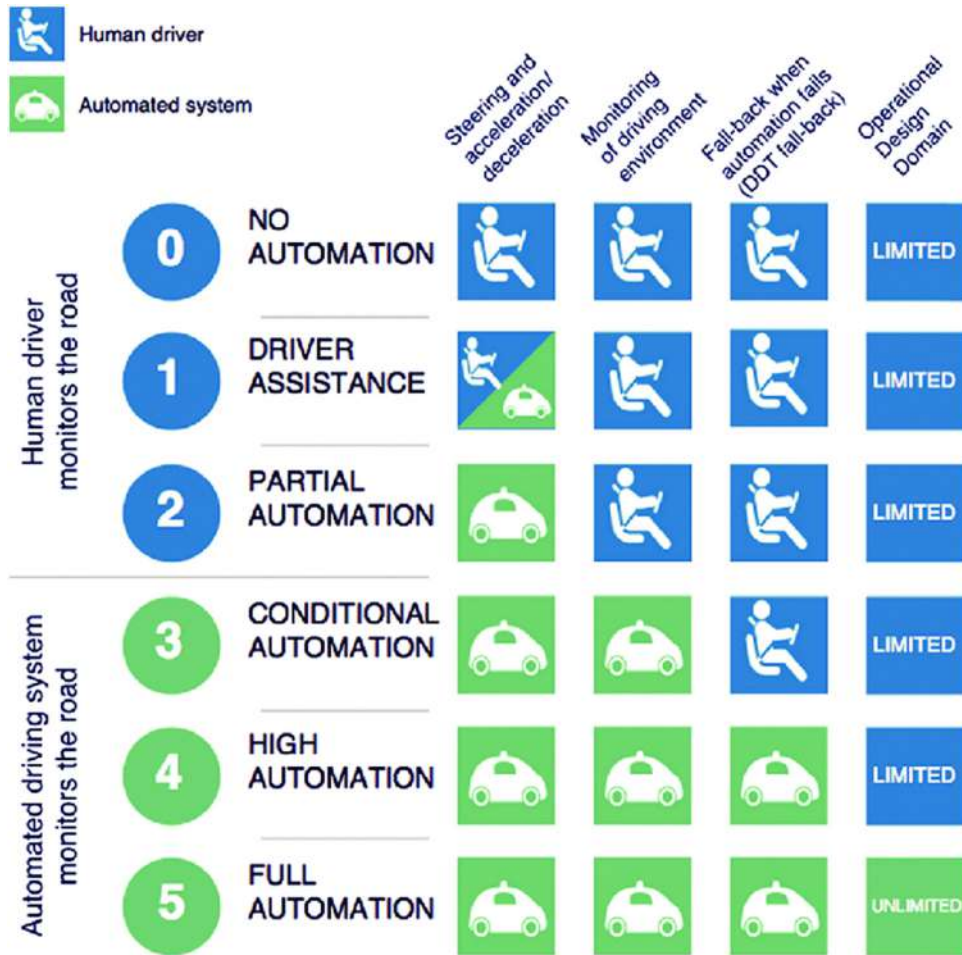 Human driver
Automated system
Steering and
acceleration/
deceleration
Monitoring
of driving
environment
Fall-back when
automation fails
(DDT fall-back)
Operational
Design
Domain
Human driver
monitors the road
0
NO
AUTOMATION
LIMITED
1
DRIVER
ASSISTANCE
LIMITED
2
PARTIAL
AUTOMATION
LIMITED
Automated driving system
monitors the road
3
CONDITIONAL
AUTOMATION
LIMITED
4
HIGH
AUTOMATION
LIMITED
5
FULL
AUTOMATION
UNLIMITED